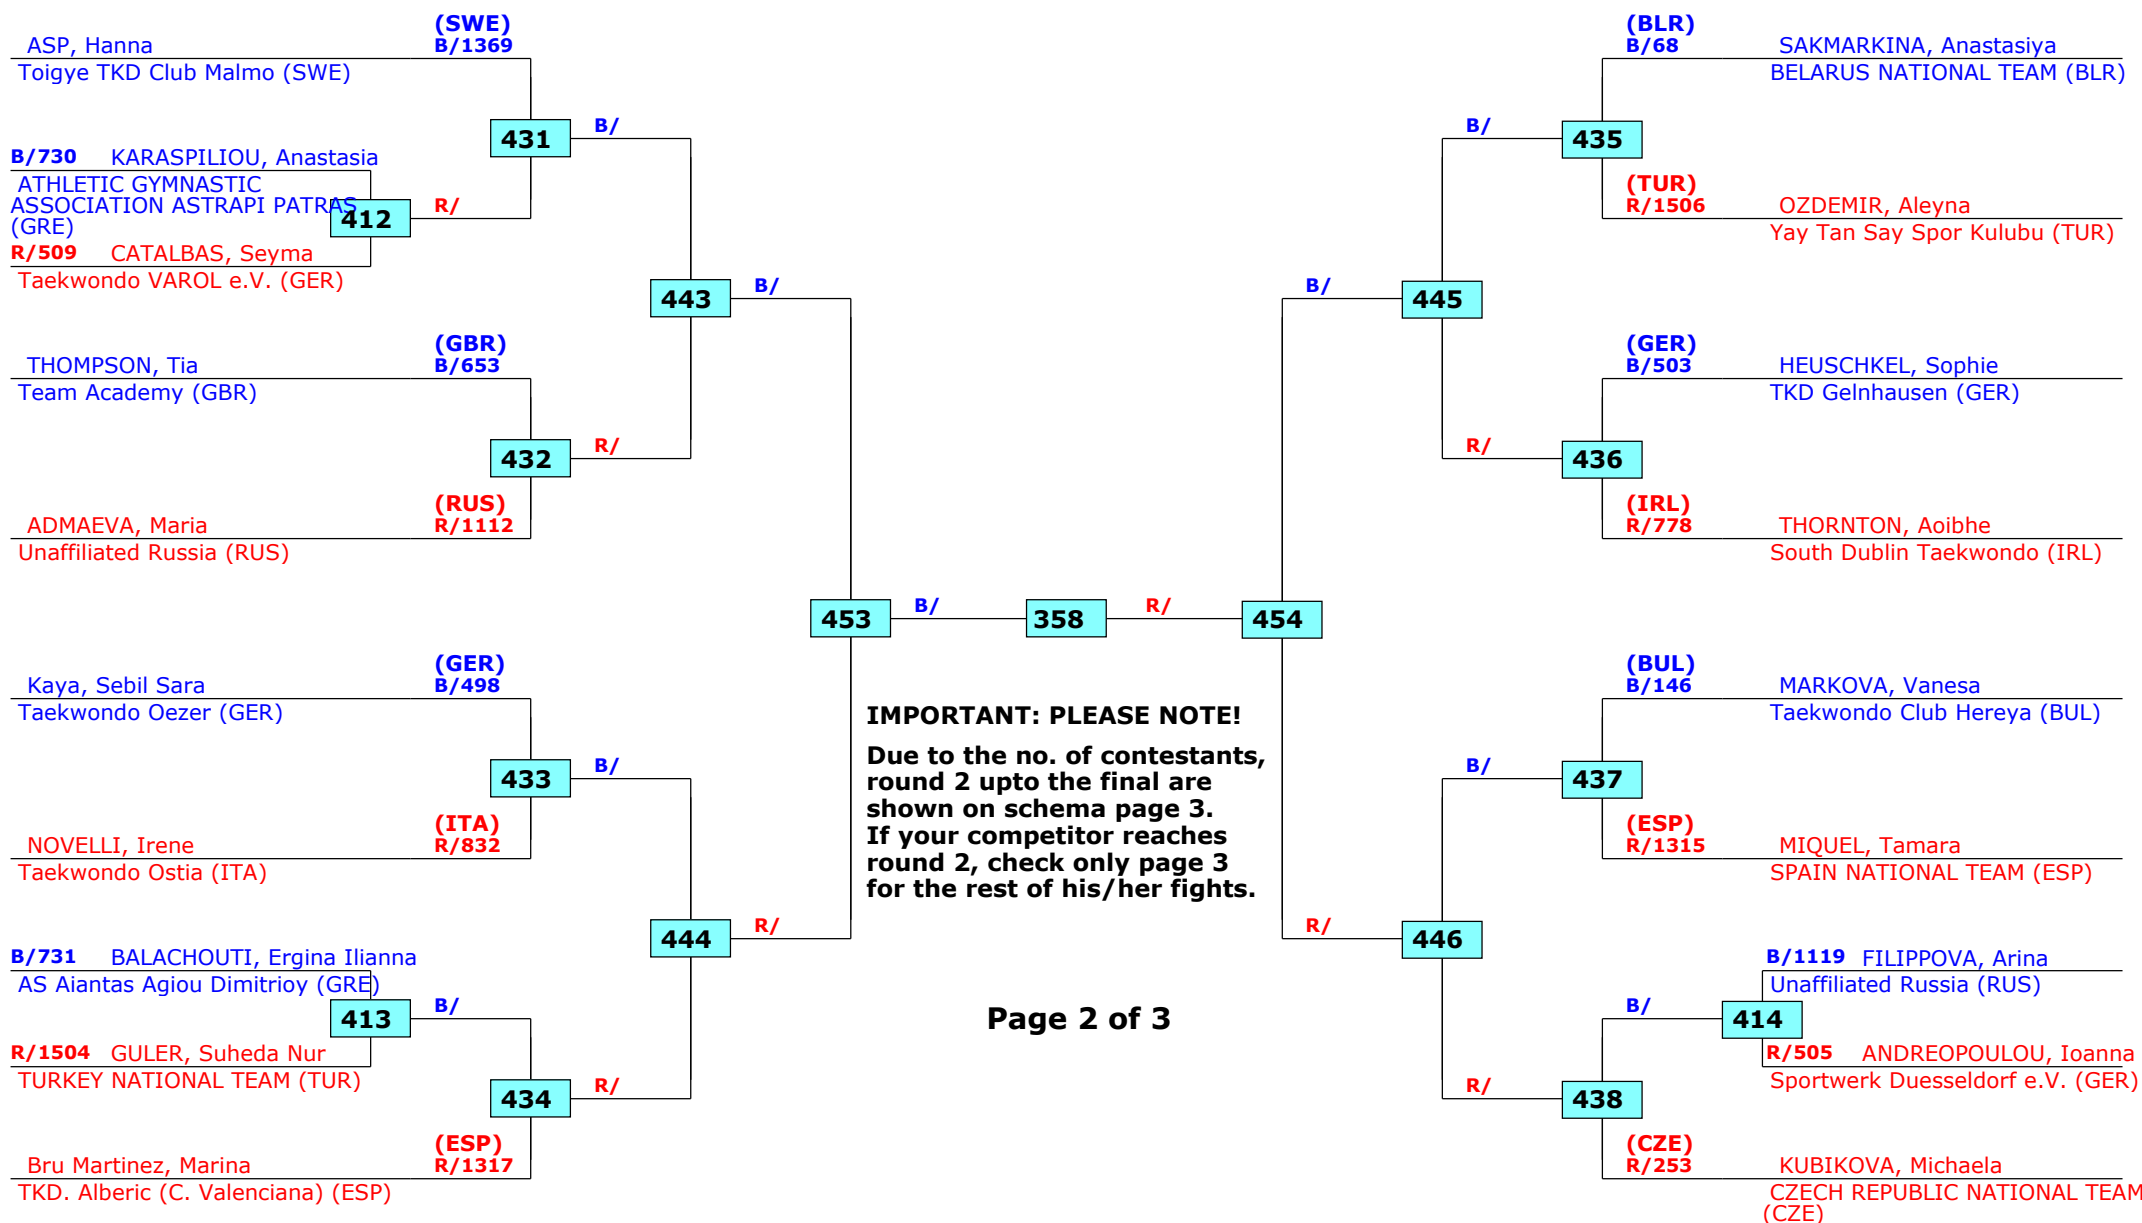 (SWE)
ASP, Hanna B/1369
Toigye TKD Club Malmo (SWE)
431
B/
B/730 KARASPILIOU, Anastasia
ATHLETIC GYMNASTIC
ASSOCIATION ASTRAPI PATRAS
(GRE)
412
R/
R/509 CATALBAS, Seyma
Taekwondo VAROL e.V. (GER)
443
B/
(GBR)
THOMPSON, Tia B/653
Team Academy (GBR)
432
R/
(RUS)
ADMAEVA, Maria R/1112
Unaffiliated Russia (RUS)
453
B/
358
R/
454
(GER)
Kaya, Sebil Sara B/498
Taekwondo Oezer (GER)
433
B/
(ITA)
NOVELLI, Irene R/832
Taekwondo Ostia (ITA)
444
R/
B/731 BALACHOUTI, Ergina Ilianna
AS Aiantas Agiou Dimitrioy (GRE)
413
B/
R/1504 GULER, Suheda Nur
TURKEY NATIONAL TEAM (TUR)
434
R/
(ESP)
Bru Martinez, Marina R/1317
TKD. Alberic (C. Valenciana) (ESP)
IMPORTANT: PLEASE NOTE!
Due to the no. of contestants,
round 2 upto the final are
shown on schema page 3.
If your competitor reaches
round 2, check only page 3
for the rest of his/her fights.
Page 2 of 3
(BLR)
B/68 SAKMARKINA, Anastasiya
BELARUS NATIONAL TEAM (BLR)
B/
435
(TUR)
R/1506 OZDEMIR, Aleyna
Yay Tan Say Spor Kulubu (TUR)
B/
445
(GER)
B/503 HEUSCHKEL, Sophie
TKD Gelnhausen (GER)
R/
436
(IRL)
R/778 THORNTON, Aoibhe
South Dublin Taekwondo (IRL)
(BUL)
B/146 MARKOVA, Vanesa
Taekwondo Club Hereya (BUL)
B/
437
(ESP)
R/1315 MIQUEL, Tamara
SPAIN NATIONAL TEAM (ESP)
R/
446
B/1119 FILIPPOVA, Arina
Unaffiliated Russia (RUS)
B/
414
R/505 ANDREOPOULOU, Ioanna
Sportwerk Duesseldorf e.V. (GER)
R/
438
(CZE)
R/253 KUBIKOVA, Michaela
CZECH REPUBLIC NATIONAL TEAM
(CZE)